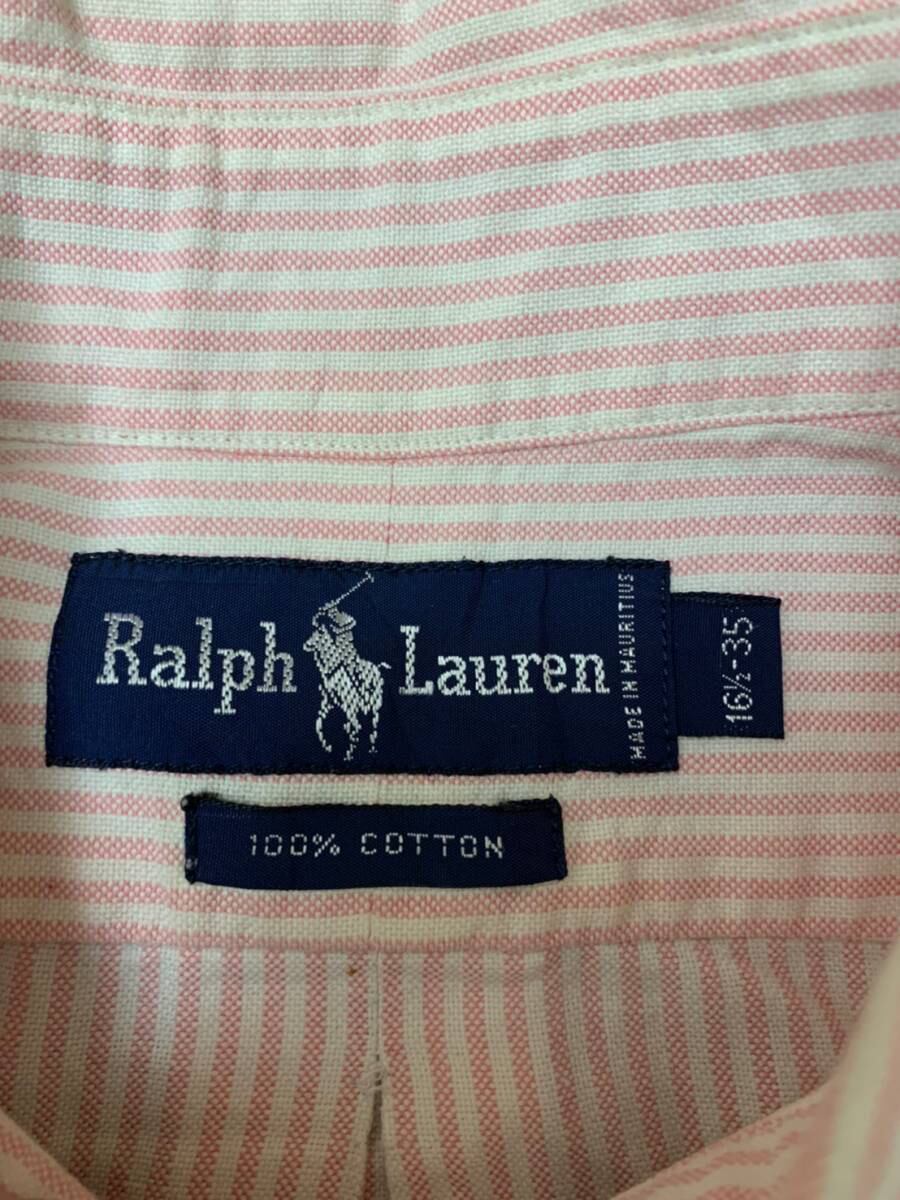 Ralph Lauren
MADE IN MAURITIUS
16½-35
100% COTTON